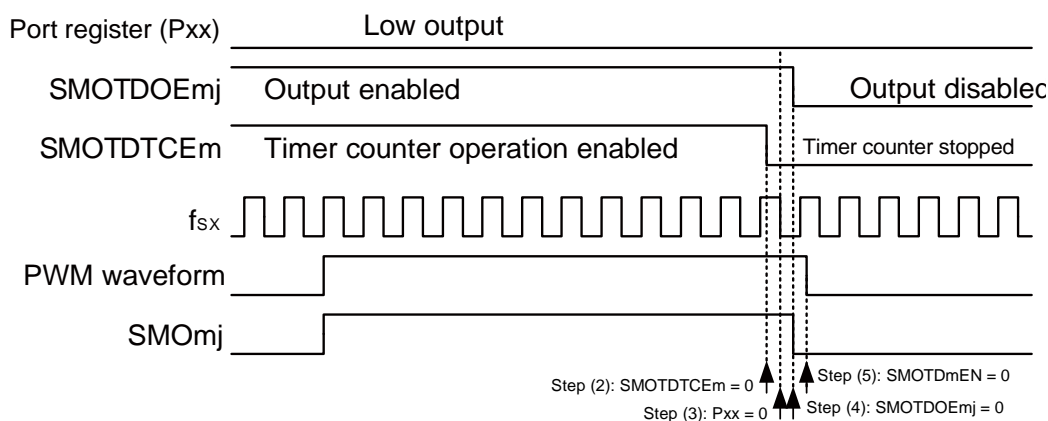 Port register (Pxx) Low output
SMOTDOEmj Output enabled Output disabled
SMOTDTCEm Timer counter operation enabled Timer counter stopped
fSX
PWM waveform
SMOmj
Step (2): SMOTDTCEm = 0 Step (5): SMOTDmEN = 0
Step (3): Pxx = 0 Step (4): SMOTDOEmj = 0